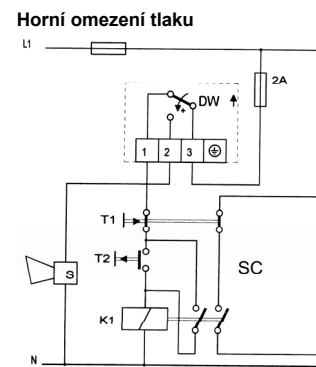 Horní omezení tlaku
L1
2A
DW
+
1 2 3
T1
T2
S
SC
K1
N